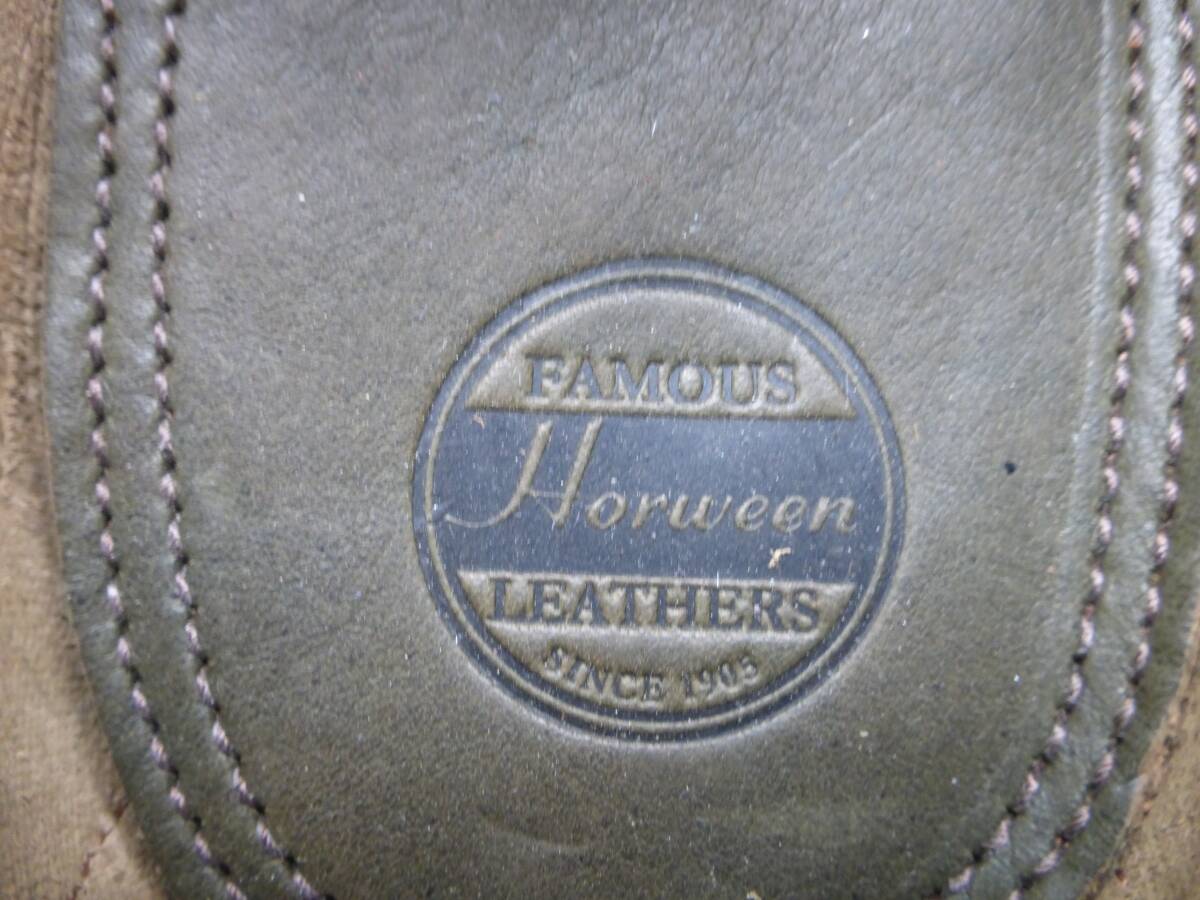 FAMOUS
Horween
LEATHERS
SINCE 1905